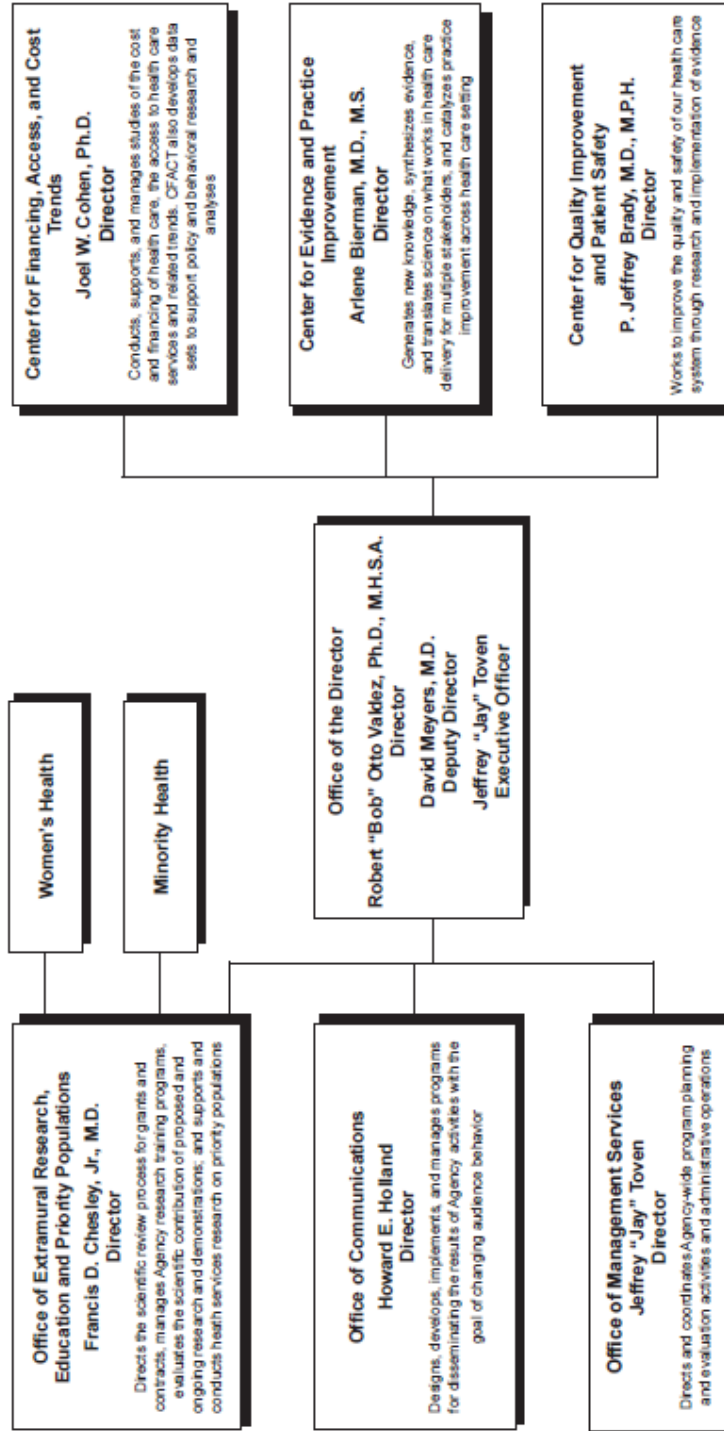 Women's Health
Minority Health
Office of Extramural Research,
Education and Priority Populations
Francis D. Chesley, Jr., M.D.
Director
Directs the scientific review process for grants and
contracts, manages Agency research training programs,
evaluates the scientific contribution of proposed and
ongoing research and demonstrations; and supports and
conducts heath services research on priority populations
Office of Communications
Howard E. Holland
Director
Designs, develops, implements, and manages programs
for disseminating the results of Agency activities with the
goal of changing audience behavior
Office of Management Services
Jeffrey “Jay” Toven
Director
Directs and coordinates Agency-wide program planning
and evaluation activities and administrative operations
Office of the Director
Robert “Bob” Otto Valdez, Ph.D., M.H.S.A.
Director
David Meyers, M.D.
Deputy Director
Jeffrey “Jay” Toven
Executive Officer
Center for Financing, Access, and Cost
Trends
Joel W. Cohen, Ph.D.
Director
Conducts, supports, and manages studies of the cost
and financing of health care, the access to health care
services and related trends. CFACT also develops data
sets to support policy and behavioral research and
analyses
Center for Evidence and Practice
Improvement
Arlene Bierman, M.D., M.S.
Director
Generates new knowledge, synthesizes evidence,
and translates science on what works in health care
delivery for multiple stakeholders, and catalyzes practice
improvement across health care setting
Center for Quality Improvement
and Patient Safety
P. Jeffrey Brady, M.D., M.P.H.
Director
Works to improve the quality and safety of our health care
system through research and implementation of evidence